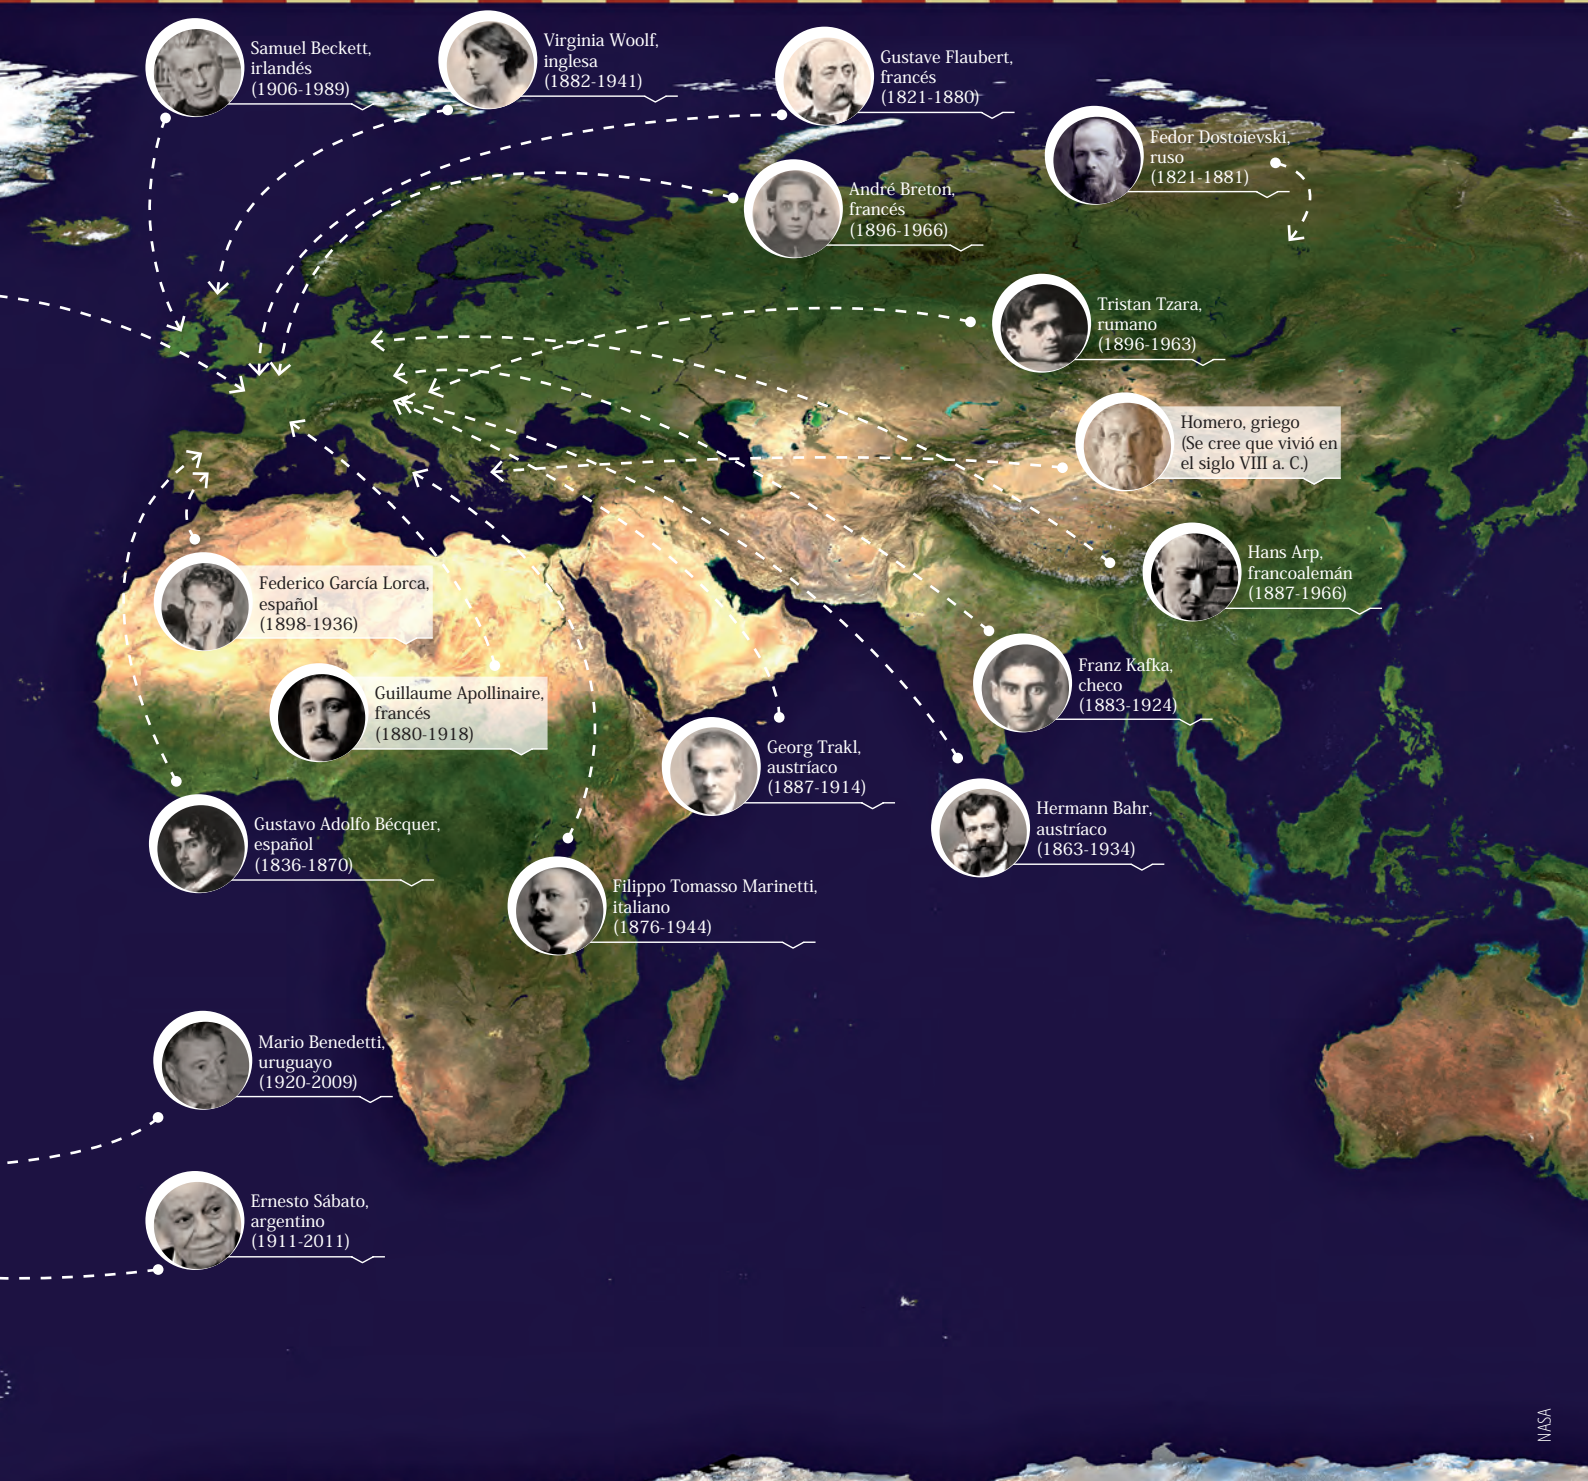 Samuel Beckett,
irlandés
(1906-1989)
Virginia Woolf,
inglesa
(1882-1941)
Gustave Flaubert,
francés
(1821-1880)
Fedor Dostoievski,
ruso
(1821-1881)
André Breton,
francés
(1896-1966)
Tristan Tzara,
rumano
(1896-1963)
Homero, griego
(Se cree que vivió en
el siglo VIII a. C.)
Hans Arp,
francoalemán
(1887-1966)
Federico García Lorca,
español
(1898-1936)
Guillaume Apollinaire,
francés
(1880-1918)
Franz Kafka,
checo
(1883-1924)
Georg Trakl,
austríaco
(1887-1914)
Hermann Bahr,
austríaco
(1863-1934)
Gustavo Adolfo Bécquer,
español
(1836-1870)
Filippo Tomasso Marinetti,
italiano
(1876-1944)
Mario Benedetti,
uruguayo
(1920-2009)
Ernesto Sábato,
argentino
(1911-2011)
NASA